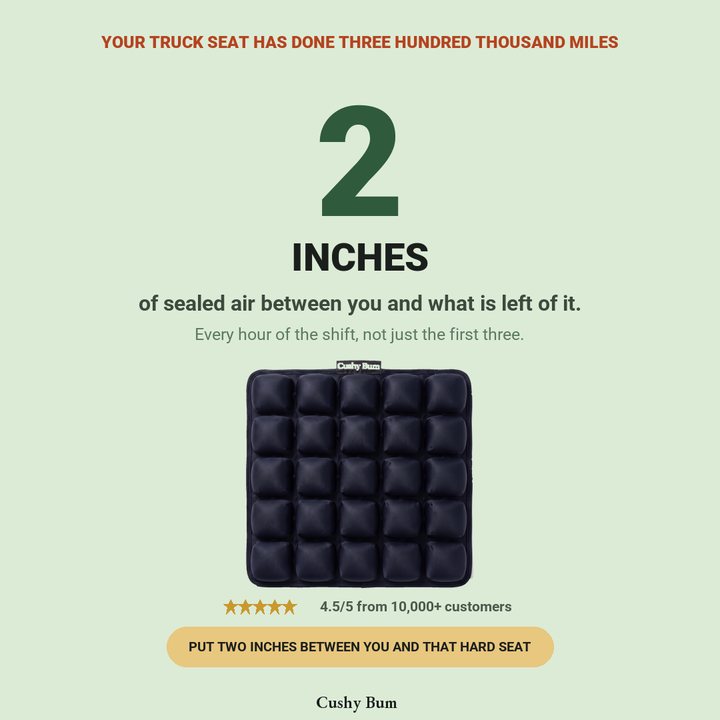 YOUR TRUCK SEAT HAS DONE THREE HUNDRED THOUSAND MILES
2
INCHES
of sealed air between you and what is left of it.
Every hour of the shift, not just the first three.
Cushy Bum
4.5/5 from 10,000+ customers
PUT TWO INCHES BETWEEN YOU AND THAT HARD SEAT
Cushy Bum